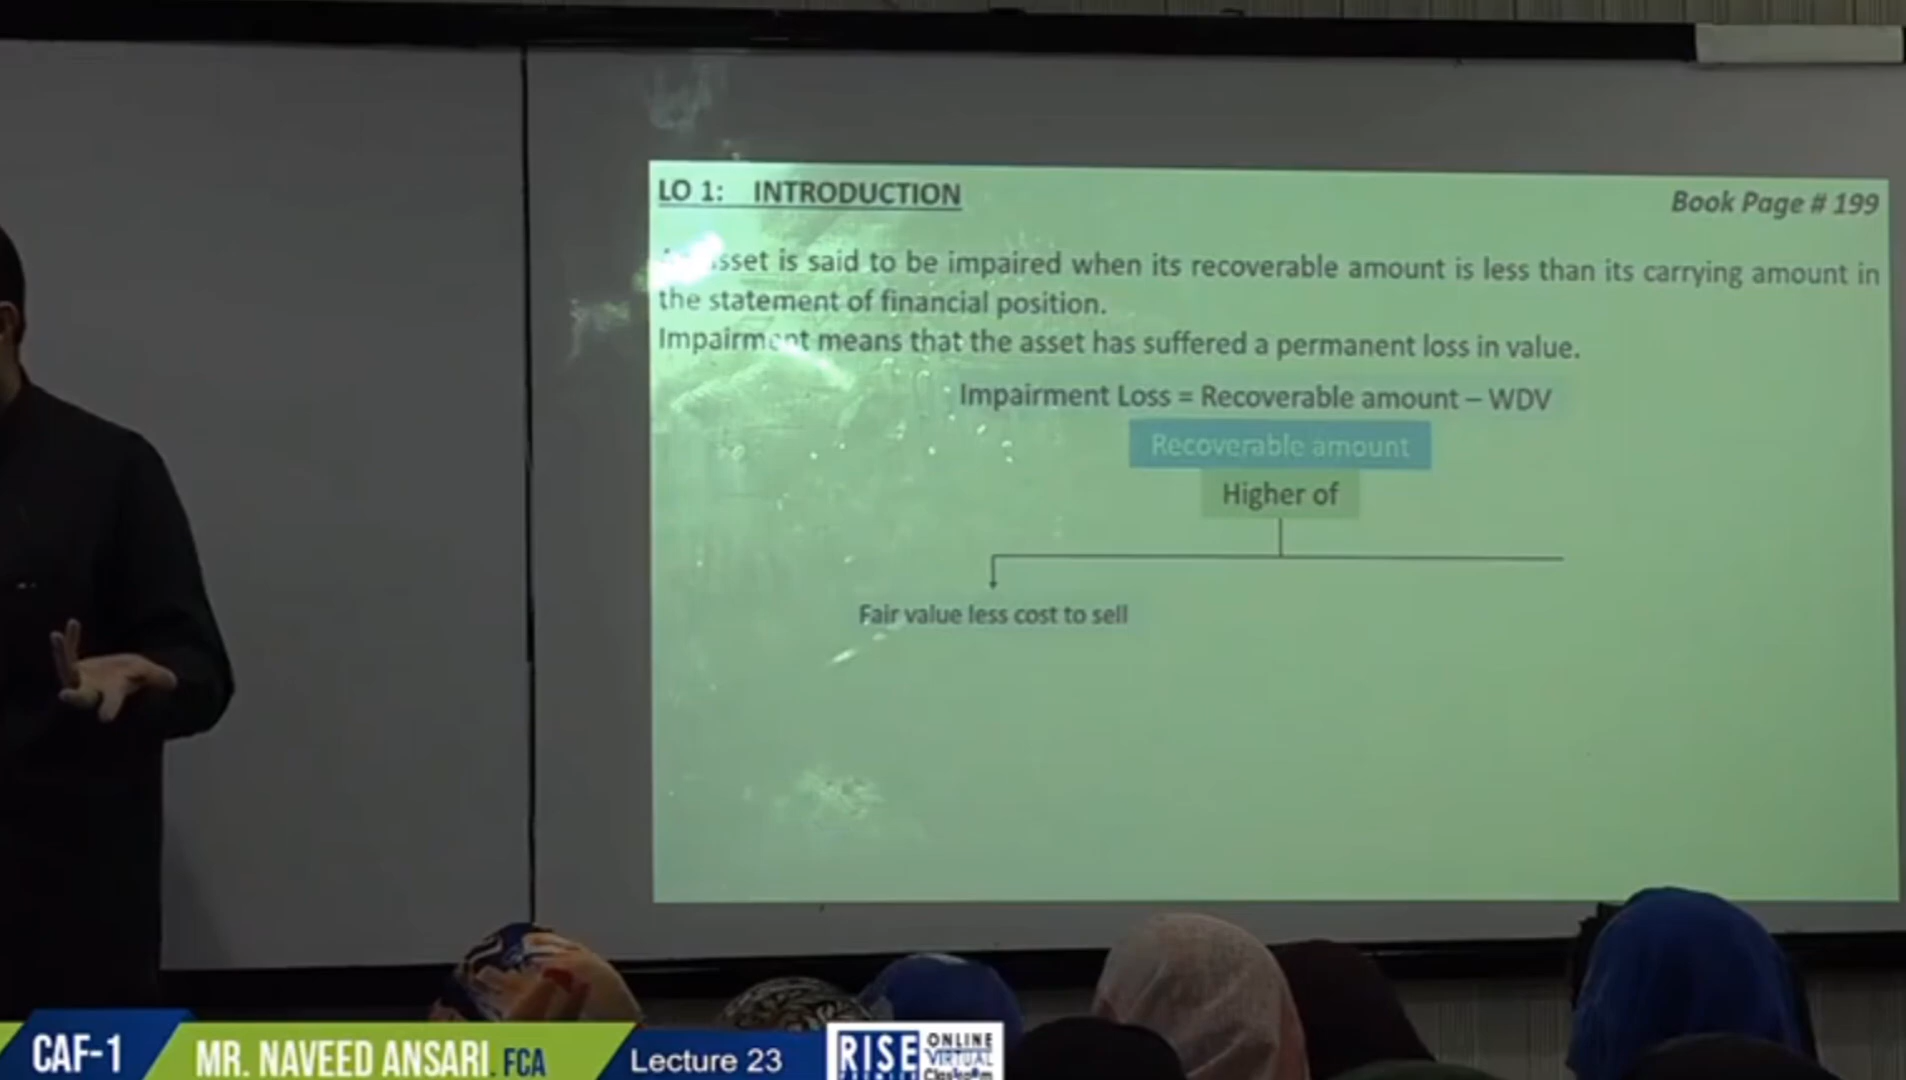 LO 1: INTRODUCTION
Book Page # 199
is said to be impaired when its recoverable amount is less than its carrying amount in
the statement of financial position.
Impairment means that the asset has suffered a permanent loss in value.
Impairment Loss = Recoverable amount – WDV
Recoverable amount
Higher of
Fair value less cost to sell
CAF-1
MR. NAVEED ANSARI. FCA
Lecture 23
RISE
PREMIER
ONLINE
VIRTUAL
Classroom